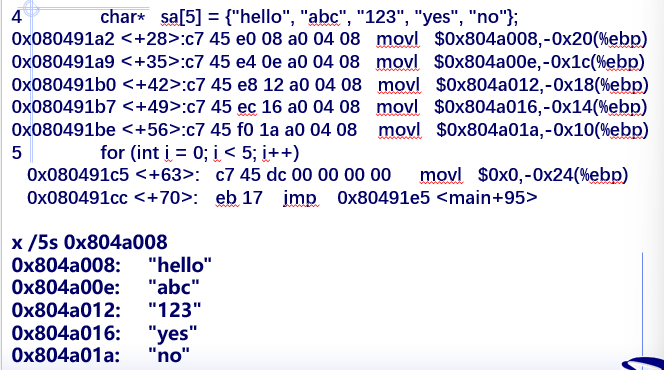 4 char* sa[5] = {"hello", "abc", "123", "yes", "no"};
0x080491a2 <+28>:c7 45 e0 08 a0 04 08 movl $0x804a008,-0x20(%ebp)
0x080491a9 <+35>:c7 45 e4 0e a0 04 08 movl $0x804a00e,-0x1c(%ebp)
0x080491b0 <+42>:c7 45 e8 12 a0 04 08 movl $0x804a012,-0x18(%ebp)
0x080491b7 <+49>:c7 45 ec 16 a0 04 08 movl $0x804a016,-0x14(%ebp)
0x080491be <+56>:c7 45 f0 1a a0 04 08 movl $0x804a01a,-0x10(%ebp)
5 for (int i = 0; i < 5; i++)
0x080491c5 <+63>: c7 45 dc 00 00 00 00 movl $0x0,-0x24(%ebp)
0x080491cc <+70>: eb 17 jmp 0x80491e5 <main+95>
x /5s 0x804a008
0x804a008: "hello"
0x804a00e: "abc"
0x804a012: "123"
0x804a016: "yes"
0x804a01a: "no"